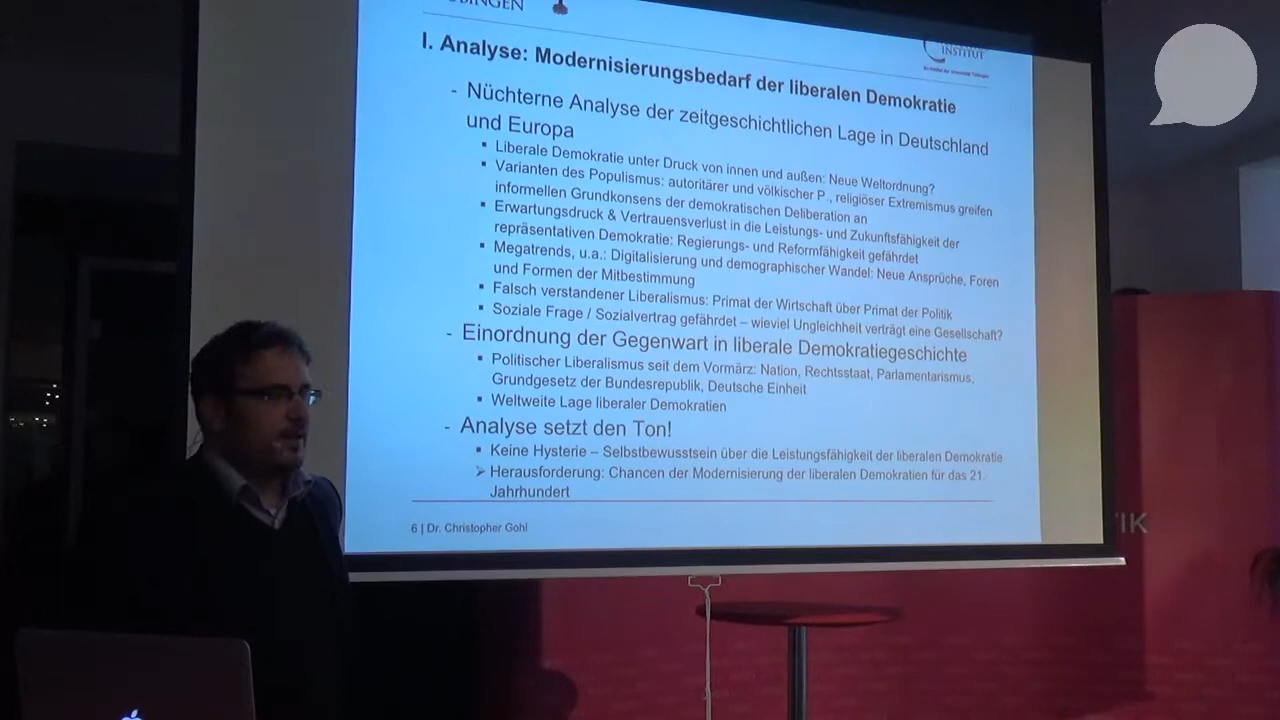 I. Analyse: Modernisierungsbedarf der liberalen Demokratie
INSTITUT
- Nüchterne Analyse der zeitgeschichtlichen Lage in Deutschland
und Europa
▪ Liberale Demokratie unter Druck von innen und außen: Neue Weltordnung?
▪ Varianten des Populismus: autoritärer und völkischer P., religiöser Extremismus greifen
informellen Grundkonsens der demokratischen Deliberation an
▪ Erwartungsdruck & Vertrauensverlust in die Leistungs- und Zukunftsfähigkeit der
repräsentativen Demokratie: Regierungs- und Reformfähigkeit gefährdet
▪ Megatrends, u.a.: Digitalisierung und demographischer Wandel: Neue Ansprüche, Foren
und Formen der Mitbestimmung
▪ Falsch verstandener Liberalismus: Primat der Wirtschaft über Primat der Politik
▪ Soziale Frage / Sozialvertrag gefährdet – wieviel Ungleichheit verträgt eine Gesellschaft?
- Einordnung der Gegenwart in liberale Demokratiegeschichte
▪ Politischer Liberalismus seit dem Vormärz: Nation, Rechtsstaat, Parlamentarismus,
Grundgesetz der Bundesrepublik, Deutsche Einheit
▪ Weltweite Lage liberaler Demokratien
- Analyse setzt den Ton!
▪ Keine Hysterie – Selbstbewusstsein über die Leistungsfähigkeit der liberalen Demokratie
➢ Herausforderung: Chancen der Modernisierung der liberalen Demokratien für das 21.
Jahrhundert
6 | Dr. Christopher Gohl
IK